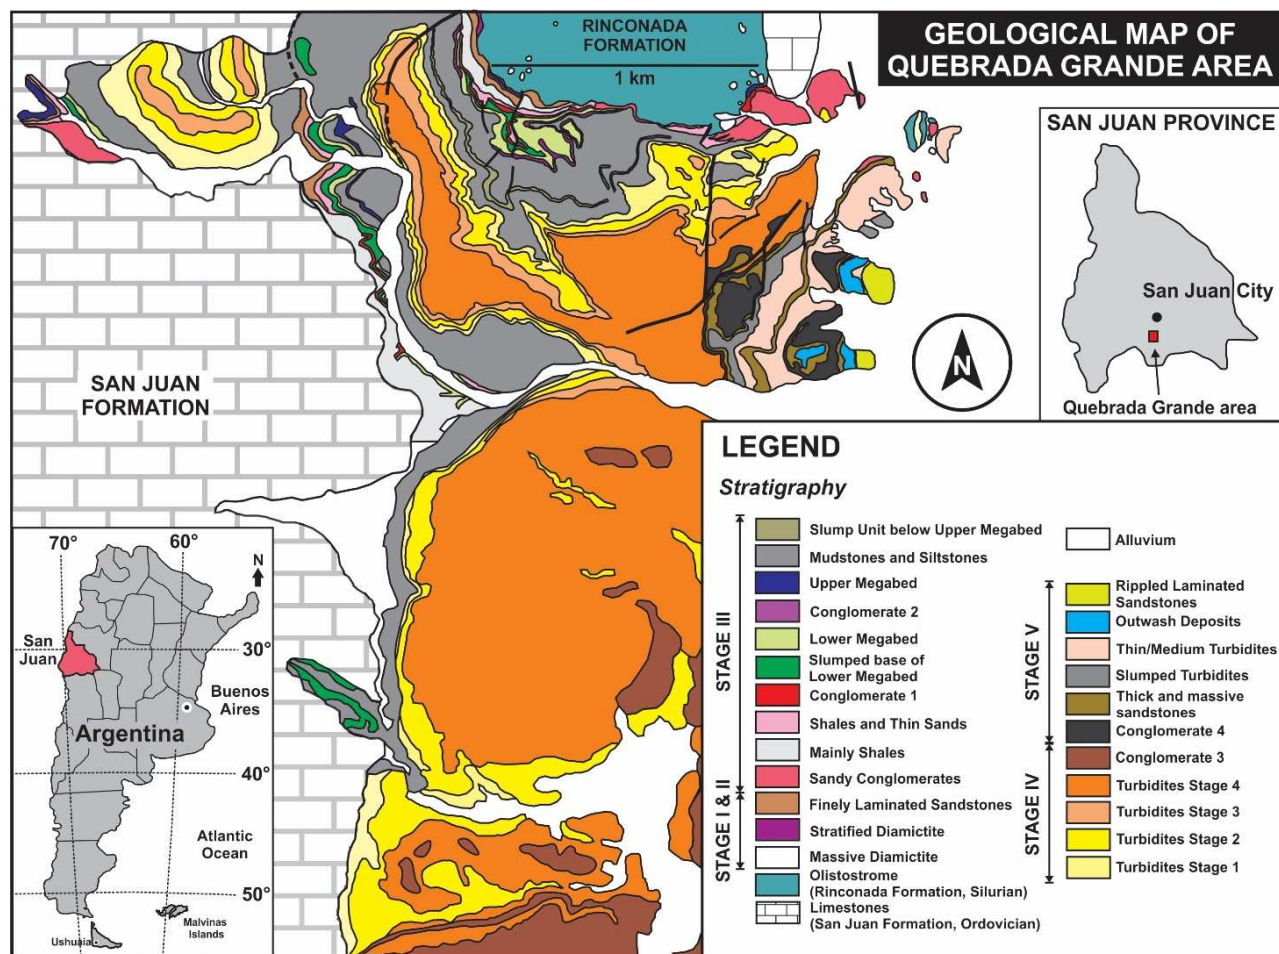 RINCONADA
FORMATION
1 km
GEOLOGICAL MAP OF
QUEBRADA GRANDE AREA
SAN JUAN PROVINCE
San Juan City
Quebrada Grande area
N
SAN JUAN
FORMATION
70°
60°
N
San
Juan
30°
Buenos
Aires
Argentina
40°
Atlantic
Ocean
50°
Malvinas
Islands
Ushuaia
LEGEND
Stratigraphy
STAGE III
STAGE I & II
Slump Unit below Upper Megabed
Mudstones and Siltstones
Upper Megabed
Conglomerate 2
Lower Megabed
Slumped base of
Lower Megabed
Conglomerate 1
Shales and Thin Sands
Mainly Shales
Sandy Conglomerates
Finely Laminated Sandstones
Stratified Diamictite
Massive Diamictite
Olistostrome
(Rinconada Formation, Silurian)
Limestones
(San Juan Formation, Ordovician)
Alluvium
STAGE V
STAGE IV
Rippled Laminated
Sandstones
Outwash Deposits
Thin/Medium Turbidites
Slumped Turbidites
Thick and massive
sandstones
Conglomerate 4
Conglomerate 3
Turbidites Stage 4
Turbidites Stage 3
Turbidites Stage 2
Turbidites Stage 1